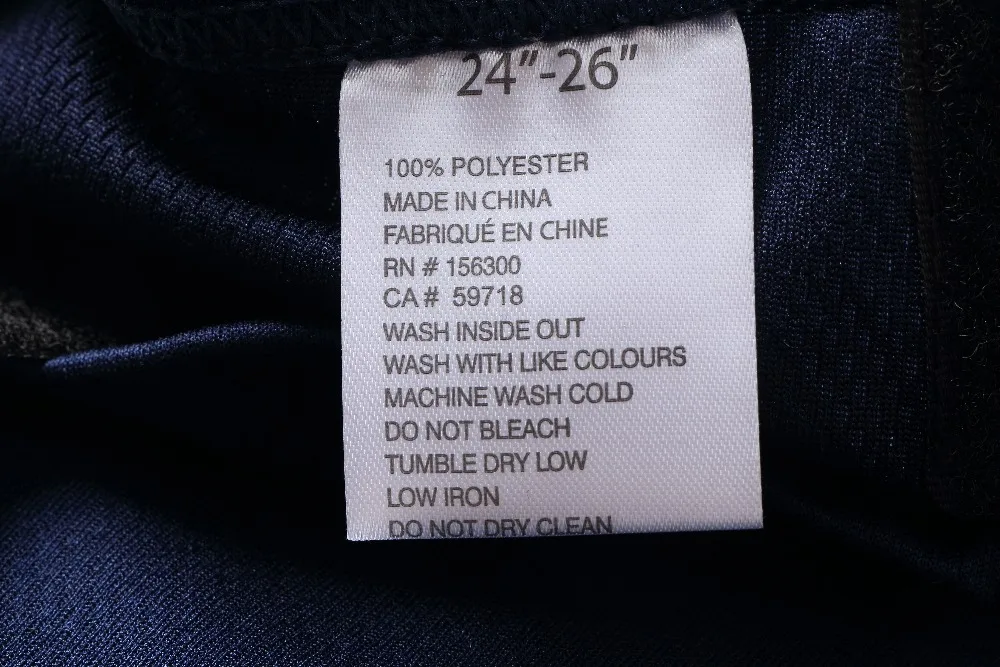 24"-26"
100% POLYESTER
MADE IN CHINA
FABRIQUÉ EN CHINE
RN # 156300
CA # 59718
WASH INSIDE OUT
WASH WITH LIKE COLOURS
MACHINE WASH COLD
DO NOT BLEACH
TUMBLE DRY LOW
LOW IRON
DO NOT DRY CLEAN